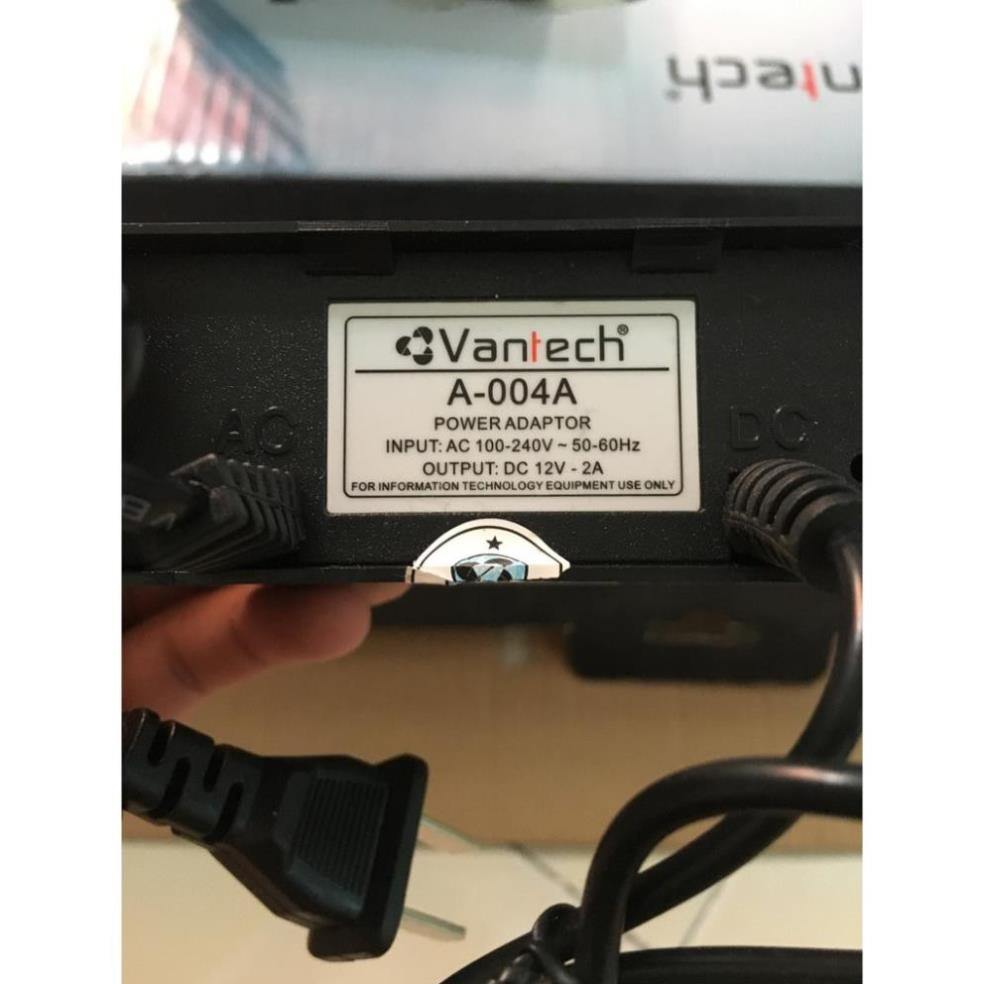 ntech
Vantech®
A-004A
POWER ADAPTOR
INPUT: AC 100-240V ~ 50-60Hz
OUTPUT: DC 12V - 2A
FOR INFORMATION TECHNOLOGY EQUIPMENT USE ONLY
AC
DC